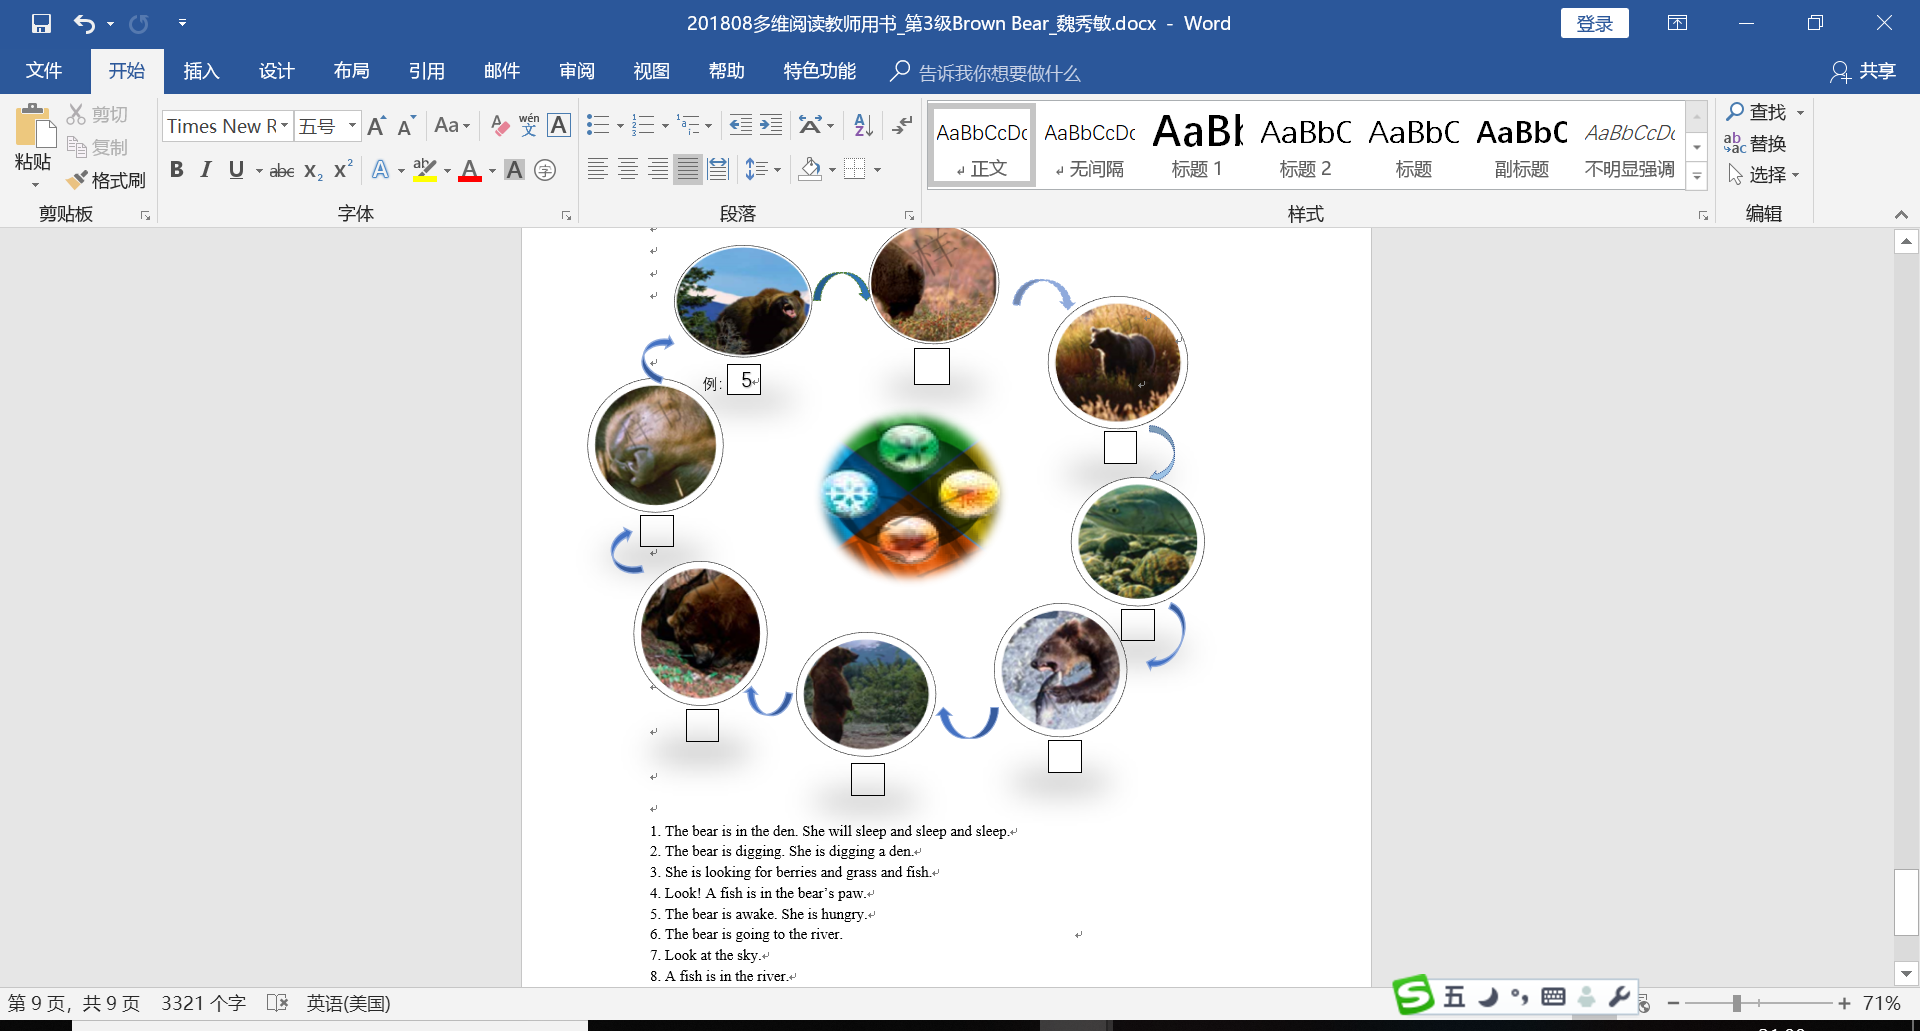 201808多维阅读教师用书_第3级Brown Bear_魏秀敏.docx - Word
登录
文件 开始 插入 设计 布局 引用 邮件 审阅 视图 帮助 特色功能 告诉我你想要做什么 共享
粘贴
剪切
复制
格式刷
剪贴板
Times New R 五号
字体
段落
AaBbCcDc AaBbCcDc AaBl AaBbC AaBbC AaBbC AaBbCcDc
正文 无间隔 标题 1 标题 2 标题 副标题 不明显强调
样式
查找
替换
选择
编辑
例: 5
1. The bear is in the den. She will sleep and sleep and sleep.
2. The bear is digging. She is digging a den.
3. She is looking for berries and grass and fish.
4. Look! A fish is in the bear’s paw.
5. The bear is awake. She is hungry.
6. The bear is going to the river.
7. Look at the sky.
8. A fish is in the river.
第 9 页，共 9 页 3321 个字 英语(美国)
五
71%